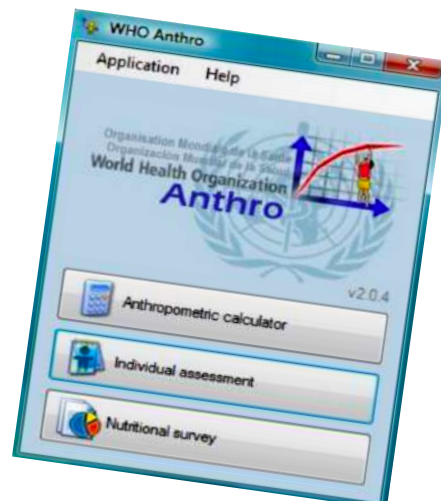 WHO Anthro
Application Help
Organisation Mondiale de la Santé
Organización Mundial de la Salud
World Health Organization
Anthro
v2.0.4
Anthropometric calculator
Individual assessment
Nutritional survey